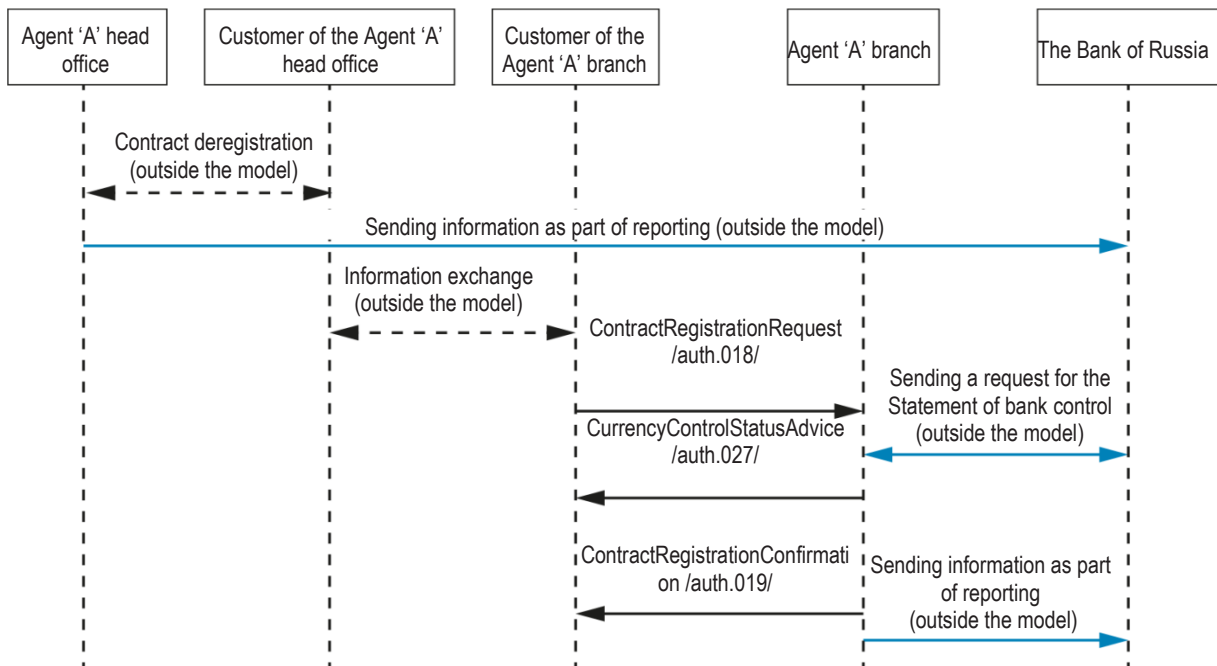 Agent ‘A’ head
office
Customer of the Agent ‘A’
head office
Customer of the
Agent ‘A’ branch
Agent ‘A’ branch
The Bank of Russia
Contract deregistration
(outside the model)
Sending information as part of reporting (outside the model)
Information exchange
(outside the model)
ContractRegistrationRequest
/auth.018/
Sending a request for the
Statement of bank control
(outside the model)
CurrencyControlStatusAdvice
/auth.027/
ContractRegistrationConfirmati
on /auth.019/
Sending information as part
of reporting
(outside the model)